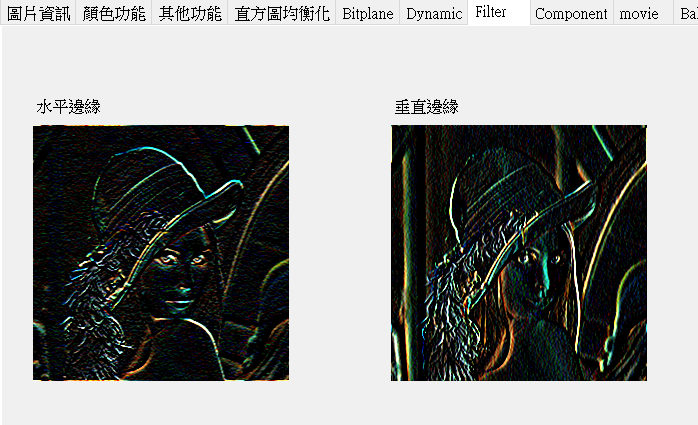 圖片資訊 顏色功能 其他功能 直方圖均衡化 Bitplane Dynamic Filter Component movie Bal
水平邊緣 垂直邊緣